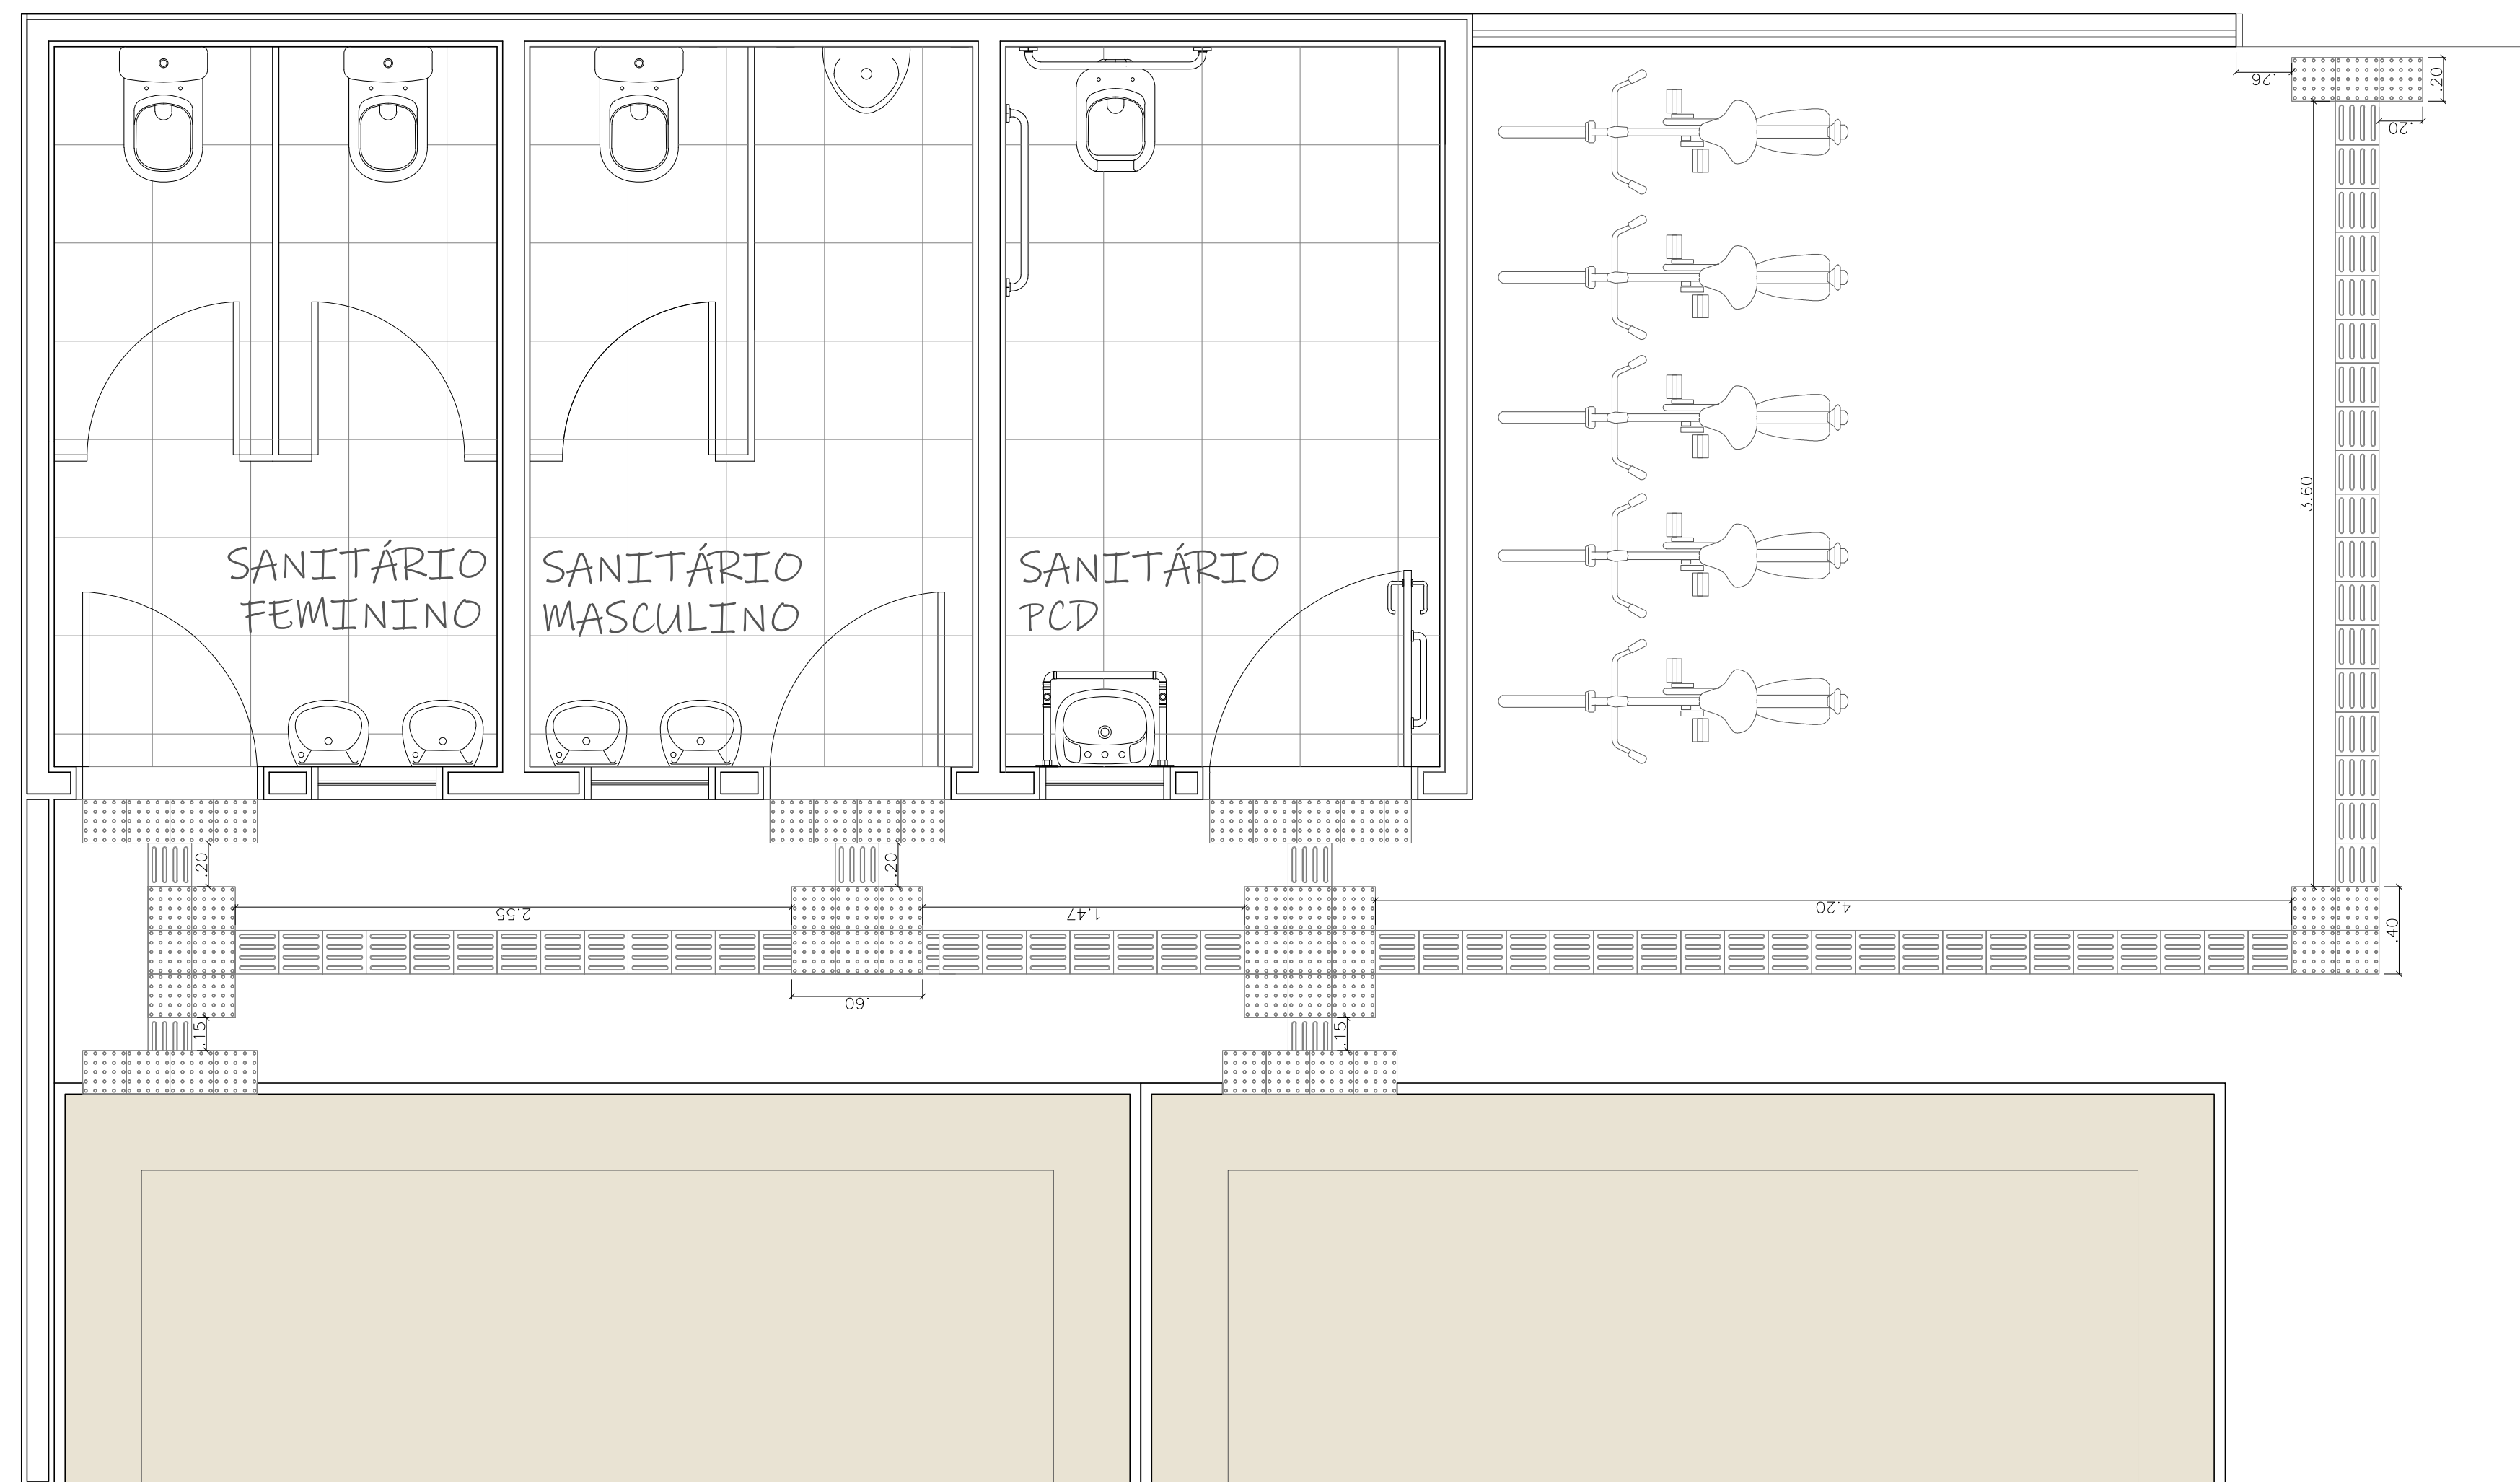 .26
.20
.20
3.60
SANITÁRIO
FEMININO
SANITÁRIO
MASCULINO
SANITÁRIO
PCD
.20
.20
2.55
1.47
4.20
.40
.60
.15
.15